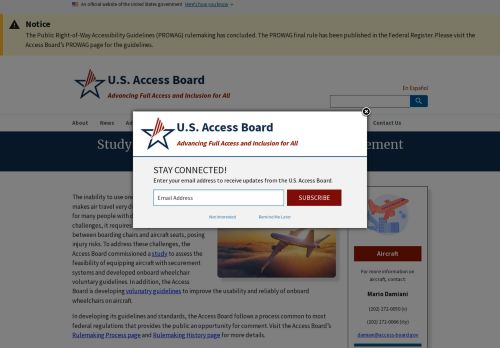 An official website of the United States government Here's how you know
Notice
The Public Right-of-Way Accessibility Guidelines (PROWAG) rulemaking has concluded. The PROWAG final rule has been published in the Federal Register. Please visit the
Access Board's PROWAG page for the guidelines.
U.S. Access Board
Advancing Full Access and Inclusion for All
En Español
About News Contact Us
Study
U.S. Access Board
Advancing Full Access and Inclusion for All
STAY CONNECTED!
Enter your email address to receive updates from the U.S. Access Board.
Email Address SUBSCRIBE
Not Interested Remind Me Later
The inability to use one
makes air travel very d
for many people with d
challenges, it requires
between boarding chairs and aircraft seats, posing
injury risks. To address these challenges, the
Access Board commissioned a study to assess the
feasibility of equipping aircraft with securement
systems and developed onboard wheelchair
voluntary guidelines. In addition, the Access
Board is developing volunatry guidelines to improve the usability and reliability of onboard
wheelchairs on aircraft.
In developing its guidelines and standards, the Access Board follows a process common to most
federal regulations that provides the public an opportunity for comment. Visit the Access Board's
Rulemaking Process page and Rulemaking History page for more details.
Aircraft
For more information on
aircraft, contact:
Mario Damiani
(202) 272-0050 (v)
(202) 272-0066 (tty)
damiani@access-board.gov